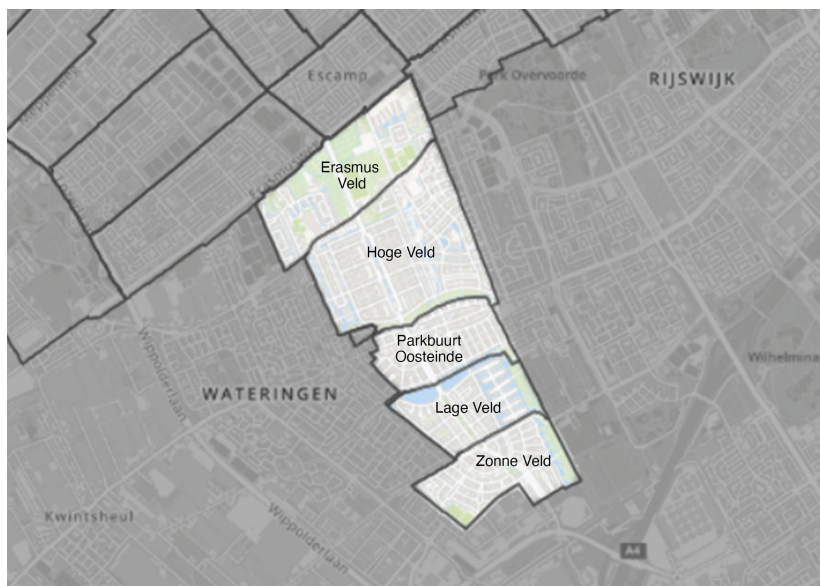 Escamp
Park Overvoorde
RIJSWIJK
Erasmus
Veld
Hoge Veld
Parkbuurt
Oosteinde
Wippolderlaan
Wilhelmina
WATERINGEN
Lage Veld
Zonne Veld
Kwintsheul
Wippolderlaan
A4